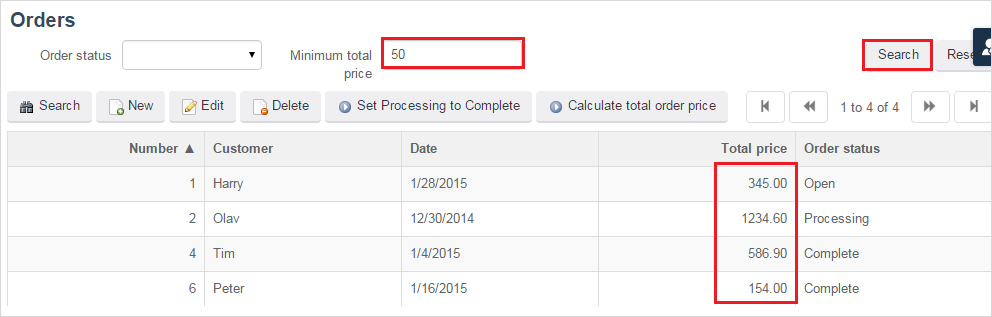 Orders
Order status
Minimum total price
50
Search
Rese
Search
New
Edit
Delete
Set Processing to Complete
Calculate total order price
1 to 4 of 4
Number ▲ Customer Date Total price Order status
1 Harry 1/28/2015 345.00 Open
2 Olav 12/30/2014 1234.60 Processing
4 Tim 1/4/2015 586.90 Complete
6 Peter 1/16/2015 154.00 Complete